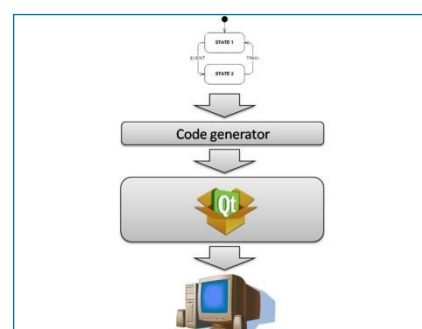 STATE 1
EVENT
TRIAL
STATE 2
Code generator
Qt